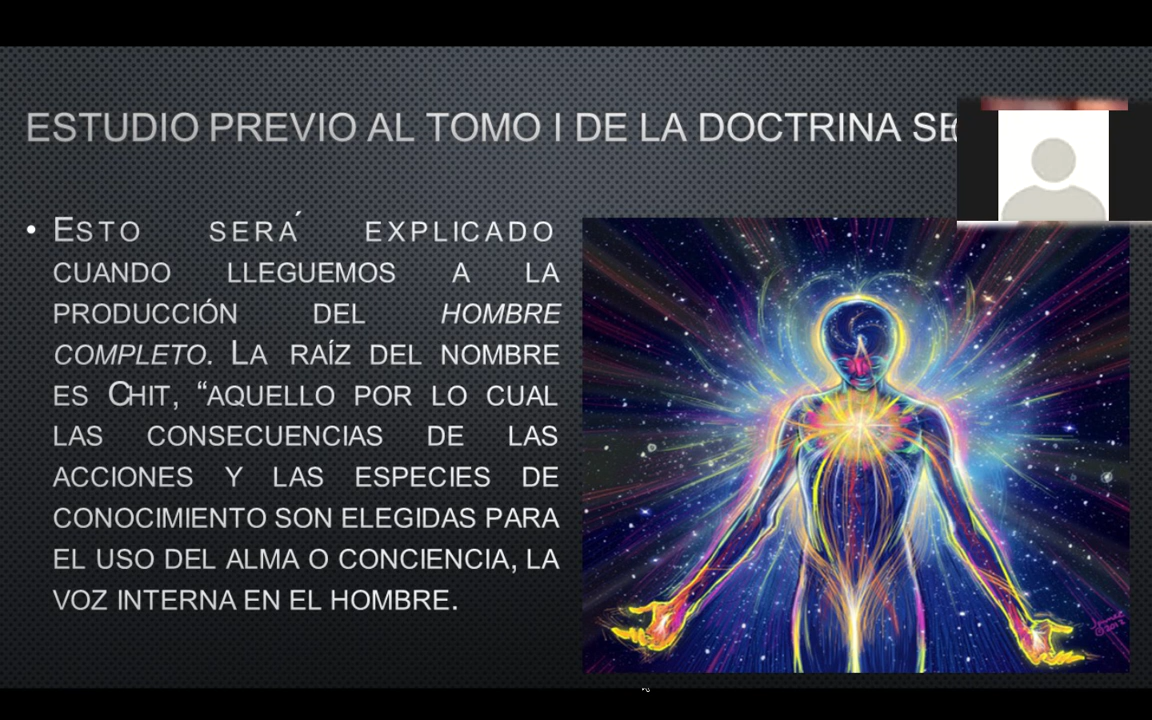 ESTUDIO PREVIO AL TOMO I DE LA DOCTRINA
• ESTO SERÁ EXPLICADO
CUANDO LLEGUEMOS A LA
PRODUCCIÓN DEL HOMBRE
COMPLETO. LA RAÍZ DEL NOMBRE
ES CHIT, “AQUELLO POR LO CUAL
LAS CONSECUENCIAS DE LAS
ACCIONES Y LAS ESPECIES DE
CONOCIMIENTO SON ELEGIDAS PARA
EL USO DEL ALMA O CONCIENCIA, LA
VOZ INTERNA EN EL HOMBRE.